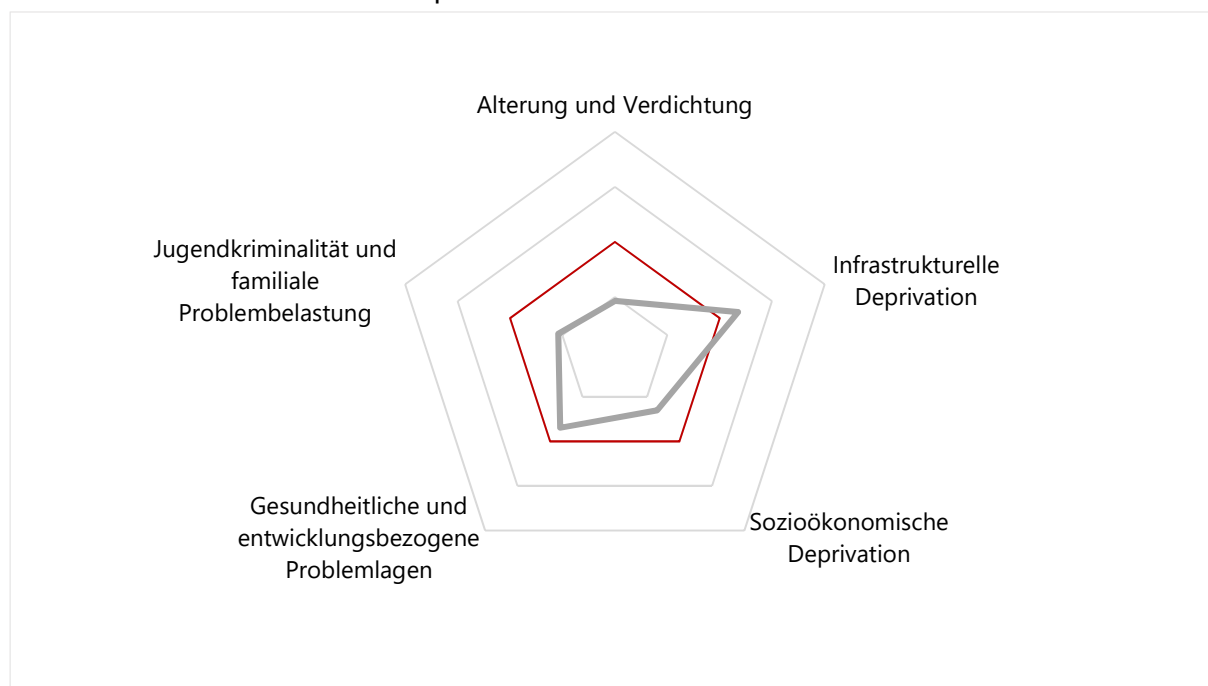 Alterung und Verdichtung
Jugendkriminalität und
familiale
Problembelastung
Infrastrukturelle
Deprivation
Gesundheitliche und
entwicklungsbezogene
Problemlagen
Sozioökonomische
Deprivation